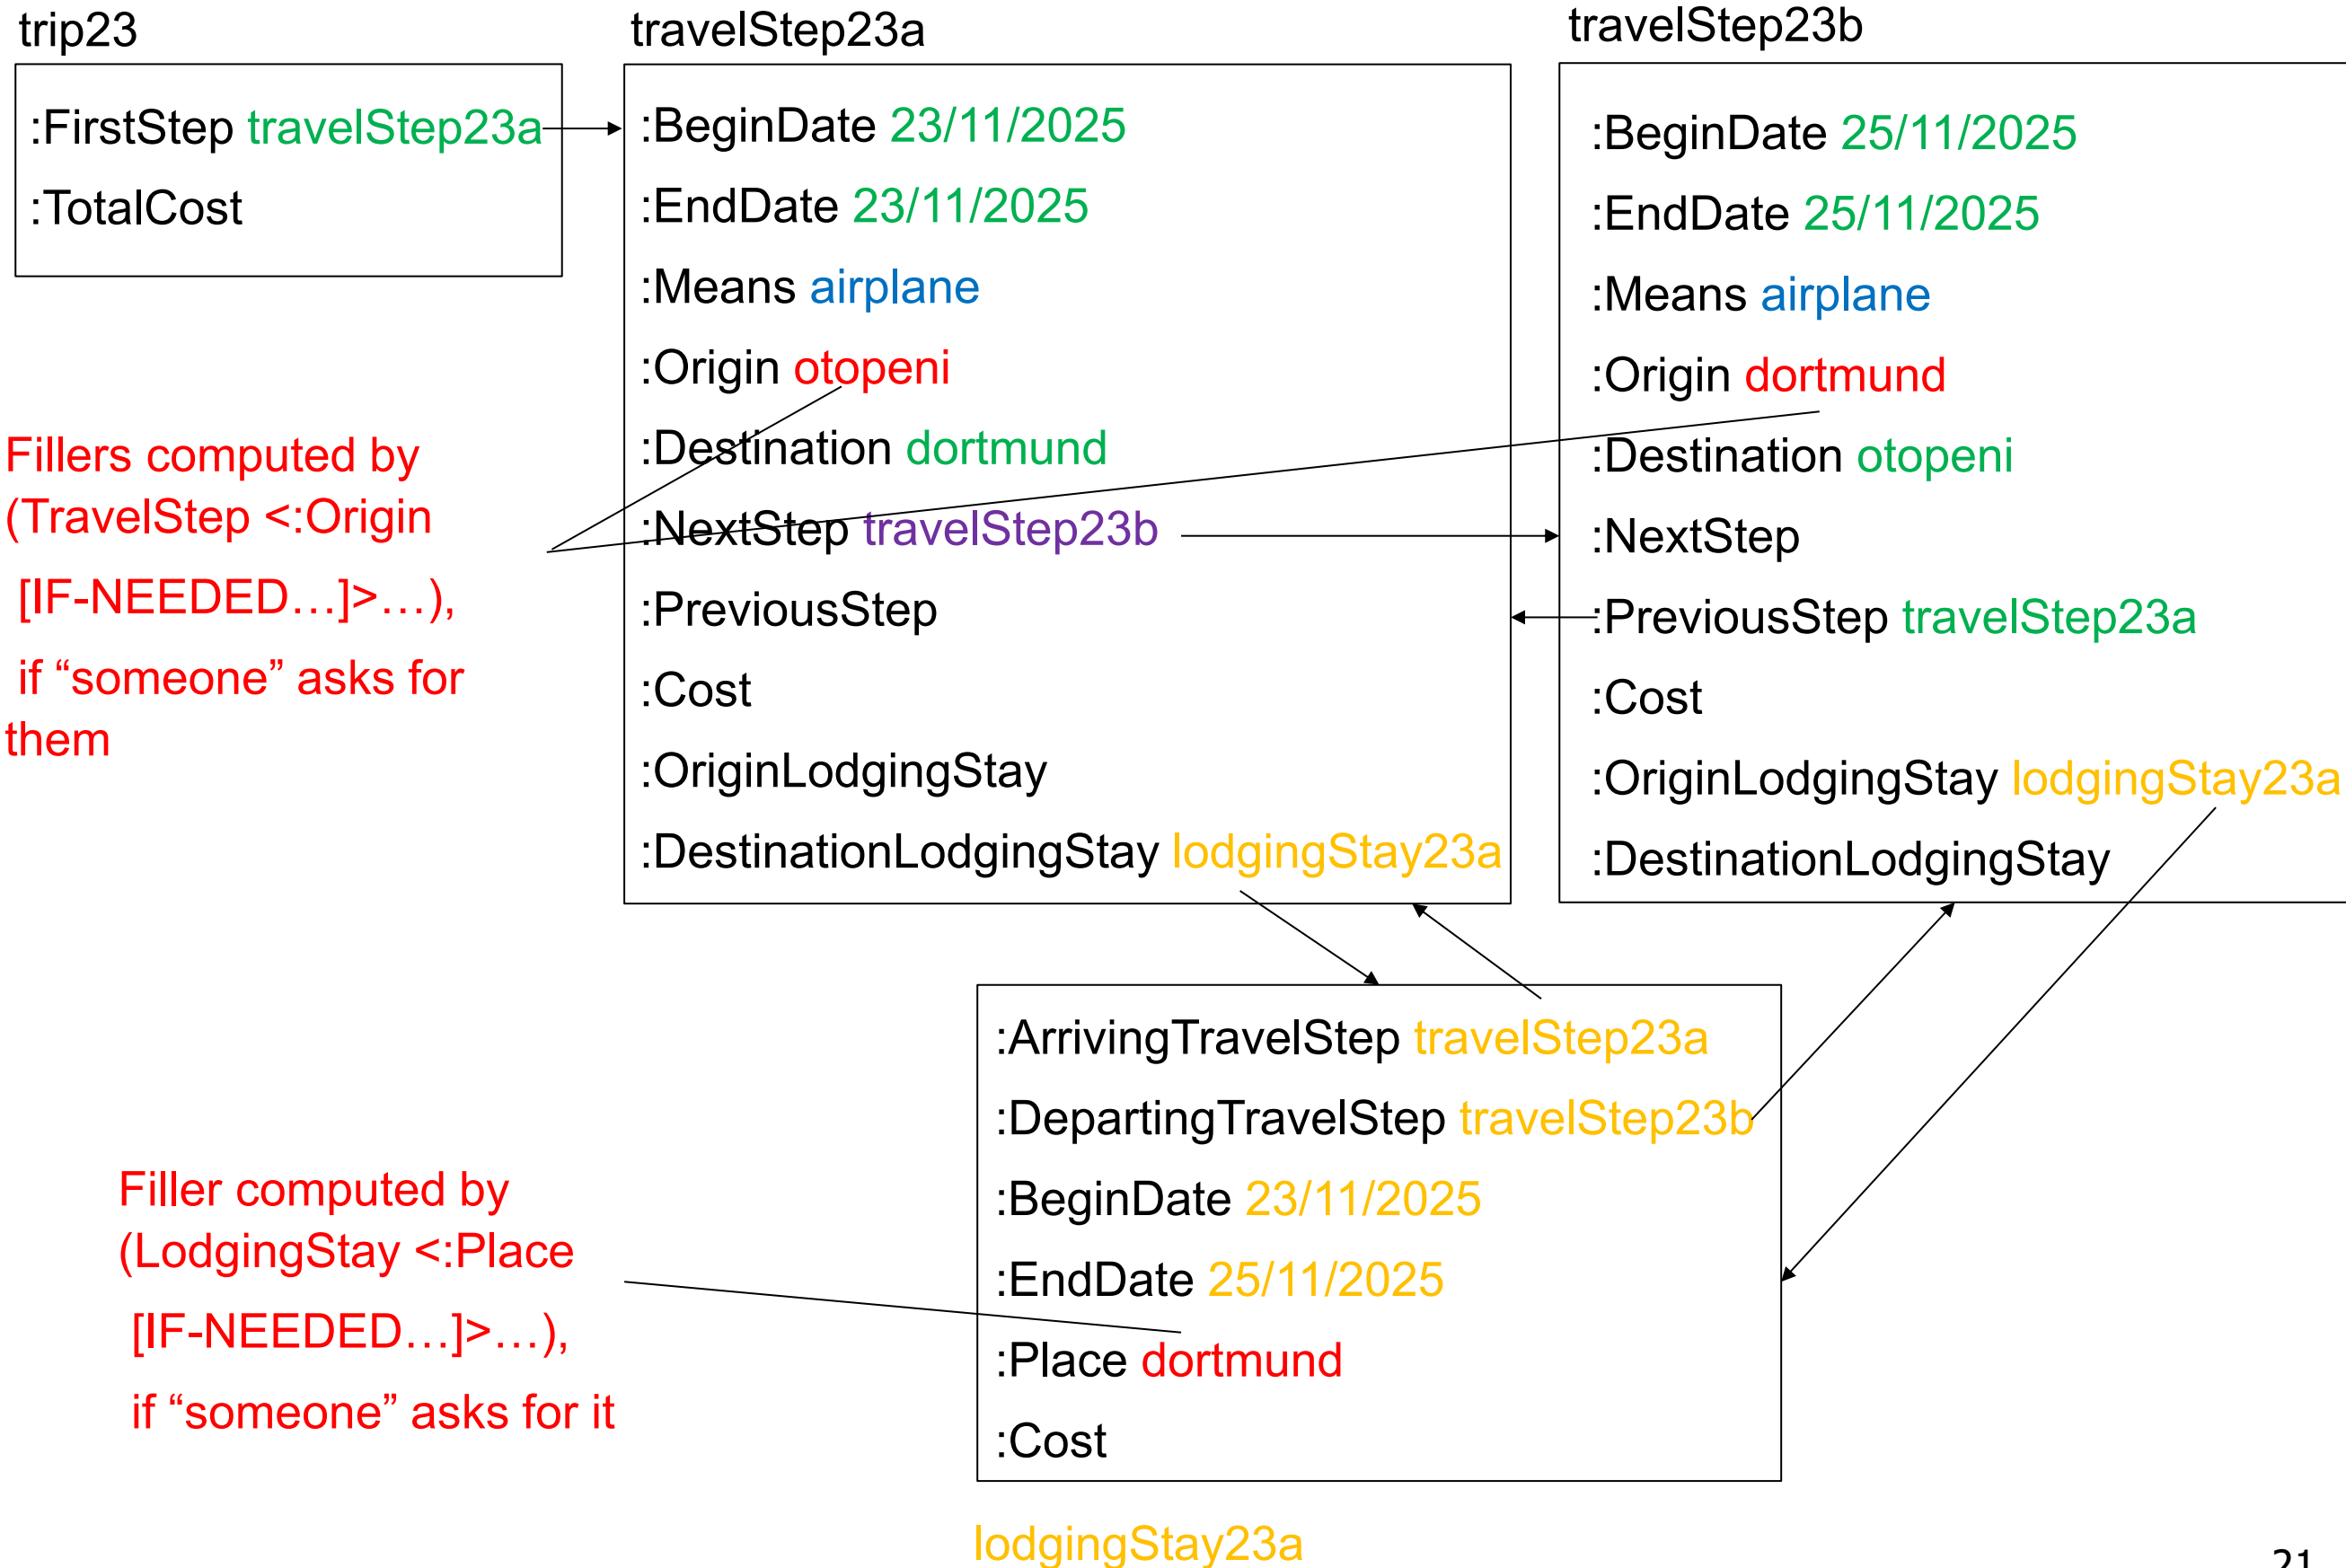 trip23
:FirstStep travelStep23a
:TotalCost
travelStep23a
:BeginDate 23/11/2025
:EndDate 23/11/2025
:Means airplane
:Origin otopeni
:Destination dortmund
:NextStep travelStep23b
:PreviousStep
:Cost
:OriginLodgingStay
:DestinationLodgingStay lodgingStay23a
travelStep23b
:BeginDate 25/11/2025
:EndDate 25/11/2025
:Means airplane
:Origin dortmund
:Destination otopeni
:NextStep
:PreviousStep travelStep23a
:Cost
:OriginLodgingStay lodgingStay23a
:DestinationLodgingStay
Fillers computed by
(TravelStep <:Origin
[IF-NEEDED…]>…),
if “someone” asks for
them
:ArrivingTravelStep travelStep23a
:DepartingTravelStep travelStep23b
:BeginDate 23/11/2025
:EndDate 25/11/2025
:Place dortmund
:Cost
lodgingStay23a
Filler computed by
(LodgingStay <:Place
[IF-NEEDED…]>…),
if “someone” asks for it
21